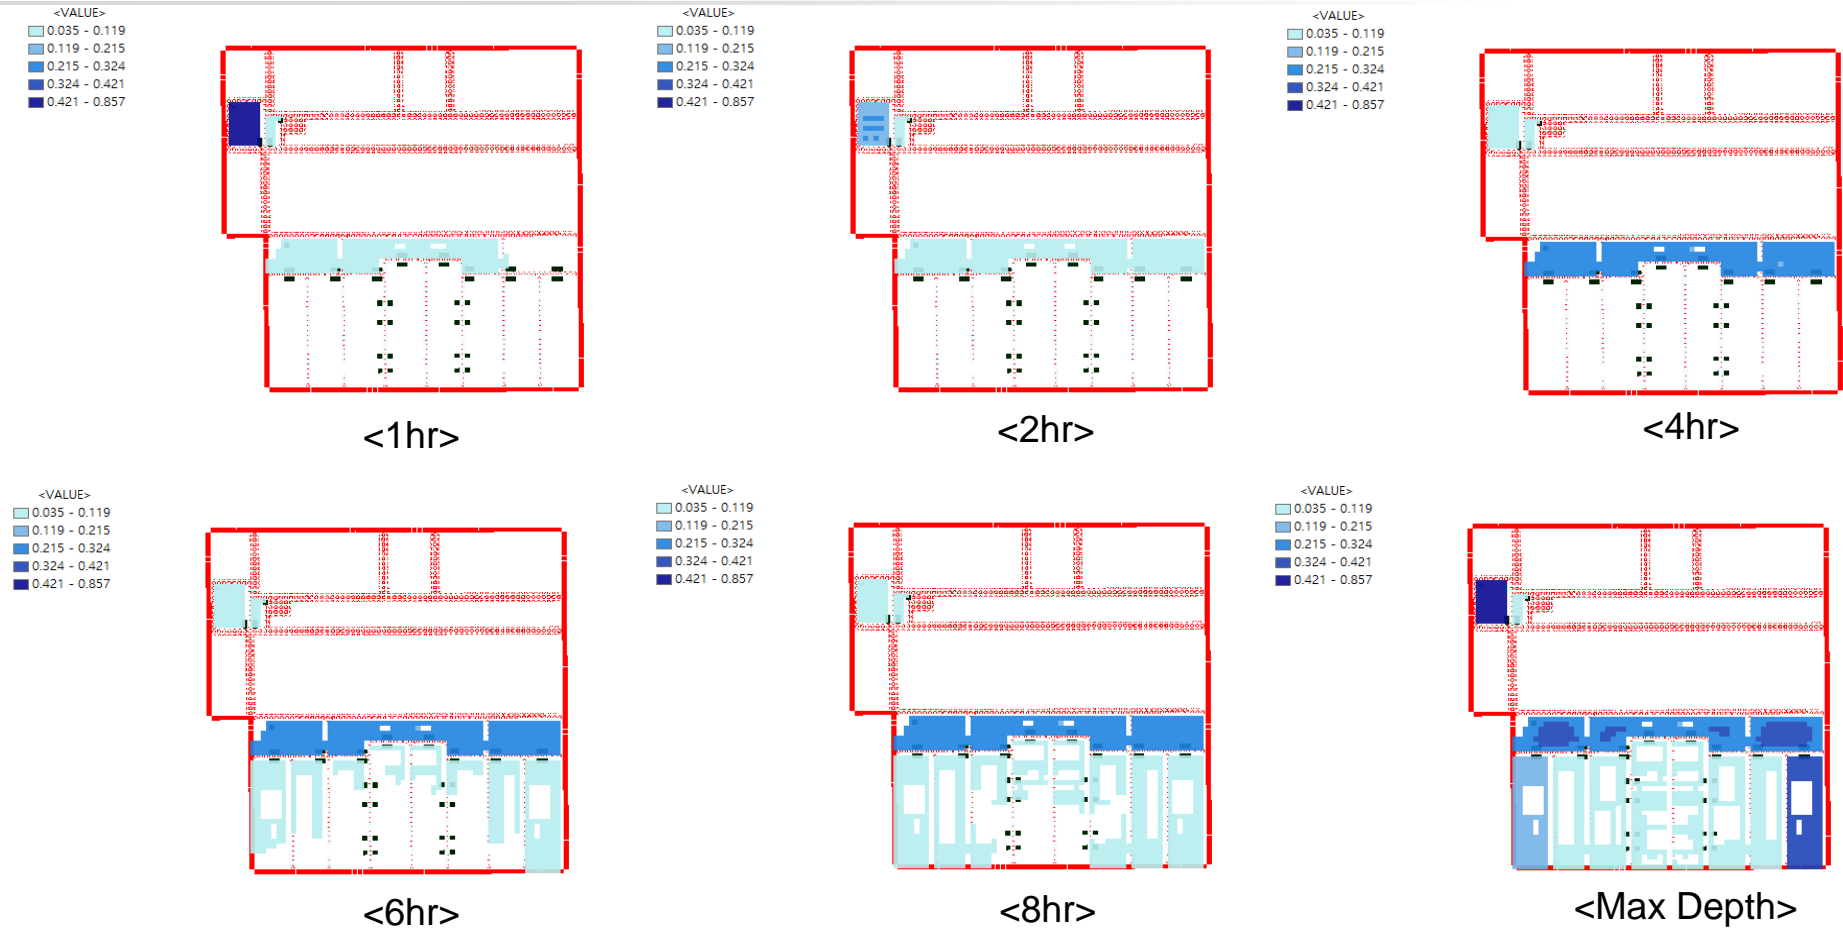 <VALUE>
0.035 - 0.119
0.119 - 0.215
0.215 - 0.324
0.324 - 0.421
0.421 - 0.857
<1hr>
<VALUE>
0.035 - 0.119
0.119 - 0.215
0.215 - 0.324
0.324 - 0.421
0.421 - 0.857
<2hr>
<VALUE>
0.035 - 0.119
0.119 - 0.215
0.215 - 0.324
0.324 - 0.421
0.421 - 0.857
<4hr>
<VALUE>
0.035 - 0.119
0.119 - 0.215
0.215 - 0.324
0.324 - 0.421
0.421 - 0.857
<6hr>
<VALUE>
0.035 - 0.119
0.119 - 0.215
0.215 - 0.324
0.324 - 0.421
0.421 - 0.857
<8hr>
<VALUE>
0.035 - 0.119
0.119 - 0.215
0.215 - 0.324
0.324 - 0.421
0.421 - 0.857
<Max Depth>